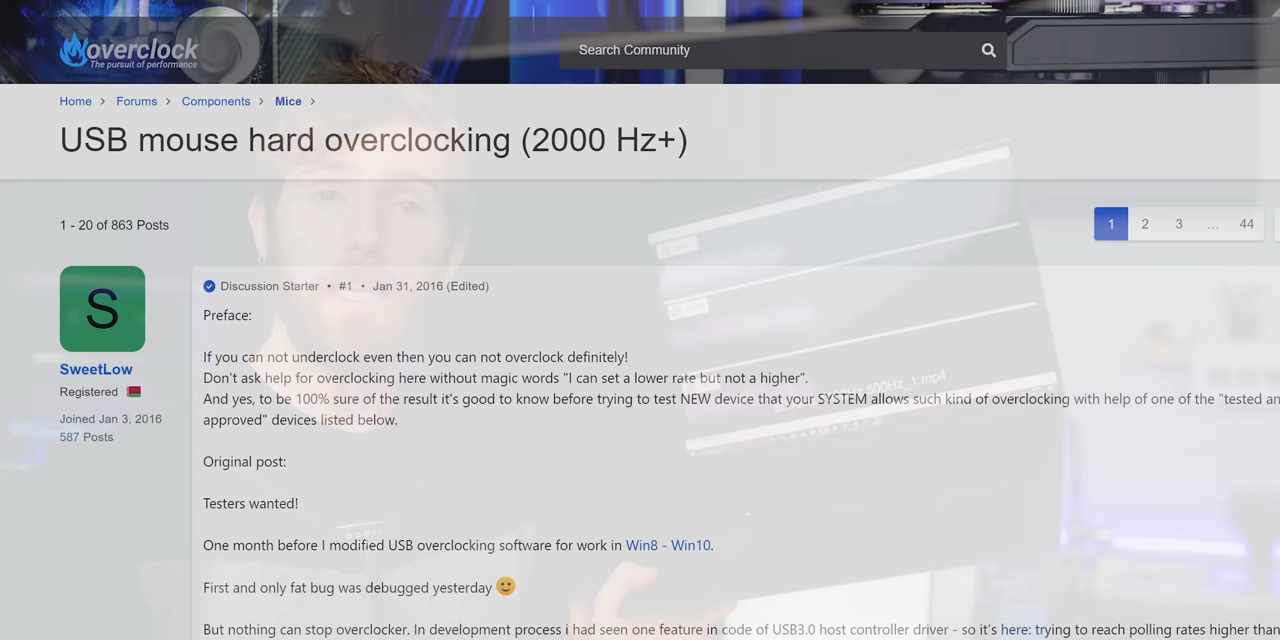 overclock
The pursuit of performance
Search Community
Home > Forums > Components > Mice >
USB mouse hard overclocking (2000 Hz+)
1 - 20 of 863 Posts
1 2 3 … 44
S
SweetLow
Registered
Joined Jan 3, 2016
587 Posts
Discussion Starter • #1 • Jan 31, 2016 (Edited)
Preface:
If you can not underclock even then you can not overclock definitely!
Don't ask help for overclocking here without magic words "I can set a lower rate but not a higher".
And yes, to be 100% sure of the result it's good to know before trying to test NEW device that your SYSTEM allows such kind of overclocking with help of one of the "tested an
approved" devices listed below.
Original post:
Testers wanted!
One month before I modified USB overclocking software for work in Win8 - Win10.
First and only fat bug was debugged yesterday 🙂
But nothing can stop overclocker. In development process i had seen one feature in code of USB3.0 host controller driver - so it's here: trying to reach polling rates higher than
500Hz_1.mp4